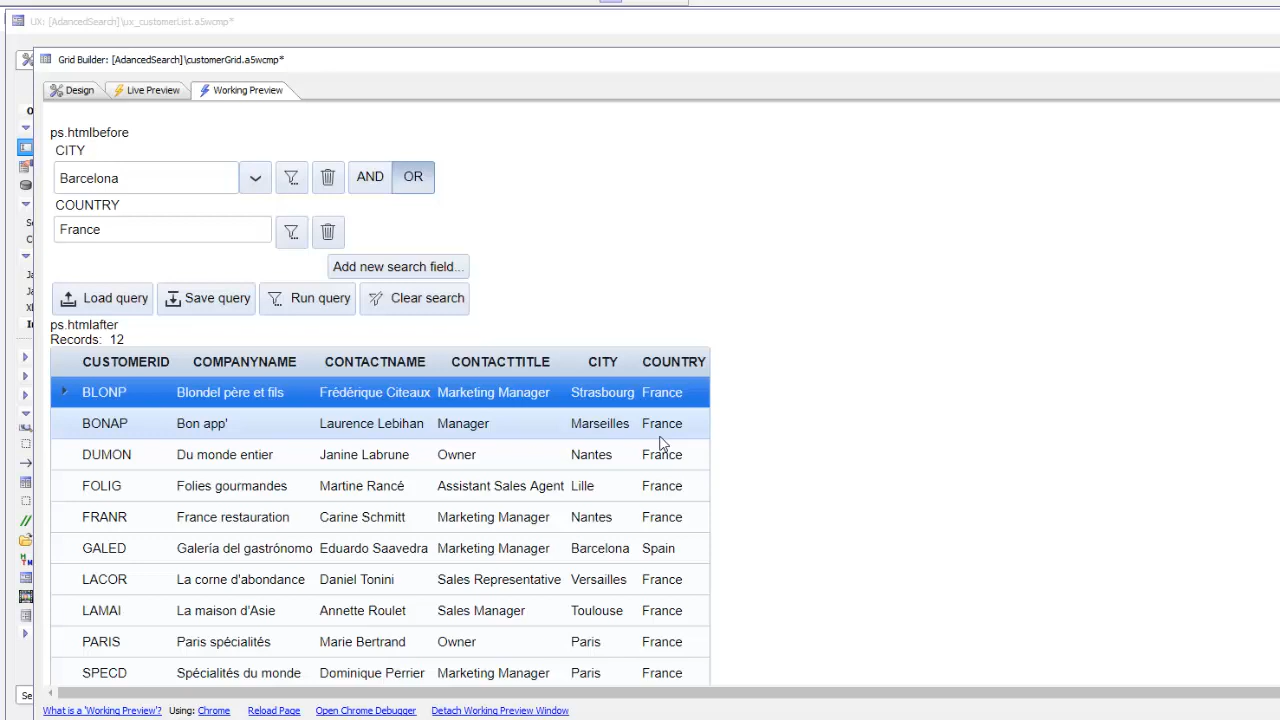 UX: [AdancedSearch]\ux_customerList.a5wcmp*
Grid Builder: [AdancedSearch]\customerGrid.a5wcmp*
Design Live Preview Working Preview
ps.htmlbefore
CITY
Barcelona AND OR
COUNTRY
France
Add new search field...
Load query Save query Run query Clear search
ps.htmlafter
Records: 12
CUSTOMERID COMPANYNAME CONTACTNAME CONTACTTITLE CITY COUNTRY
BLONP Blondel père et fils Frédérique Citeaux Marketing Manager Strasbourg France
BONAP Bon app' Laurence Lebihan Manager Marseilles France
DUMON Du monde entier Janine Labrune Owner Nantes France
FOLIG Folies gourmandes Martine Rancé Assistant Sales Agent Lille France
FRANR France restauration Carine Schmitt Marketing Manager Nantes France
GALED Galería del gastrónomo Eduardo Saavedra Marketing Manager Barcelona Spain
LACOR La corne d'abondance Daniel Tonini Sales Representative Versailles France
LAMAI La maison d'Asie Annette Roulet Sales Manager Toulouse France
PARIS Paris spécialités Marie Bertrand Owner Paris France
SPECD Spécialités du monde Dominique Perrier Marketing Manager Paris France
Se
What is a 'Working Preview'? Using: Chrome Reload Page Open Chrome Debugger Detach Working Preview Window